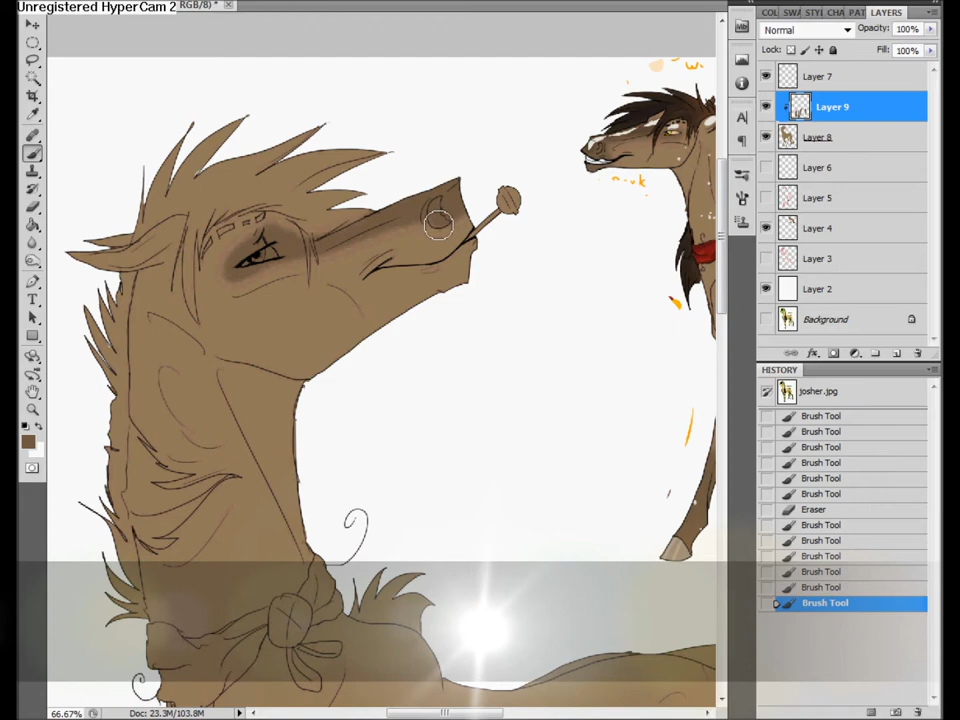 Unregistered HyperCam 2
RGB/8) *
COL SWA STYL CHA PAT LAYERS
Normal Opacity: 100%
Lock: Fill: 100%
Layer 7
Layer 9
Layer 8
Layer 6
Layer 5
Layer 4
Layer 3
Layer 2
Background
HISTORY
josher.jpg
Brush Tool
Brush Tool
Brush Tool
Brush Tool
Brush Tool
Brush Tool
Eraser
Brush Tool
Brush Tool
Brush Tool
Brush Tool
Brush Tool
Brush Tool
66.67% Doc: 23.3M/103.8M